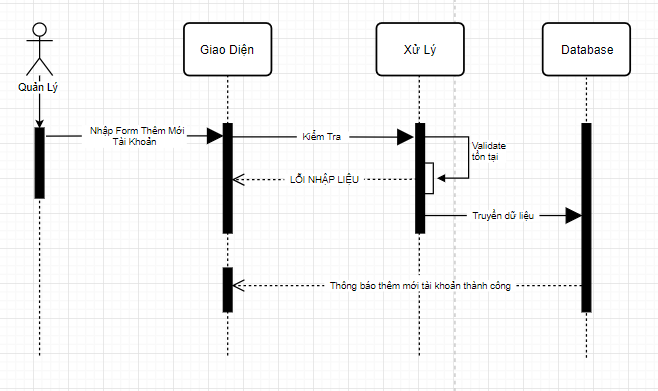 Giao Diện
Xử Lý
Database
Quản Lý
Nhập Form Thêm Mới
Tài Khoản
Kiểm Tra
Validate
tồn tại
LỖI NHẬP LIỆU
Truyền dữ liệu
Thông báo thêm mới tài khoản thành công